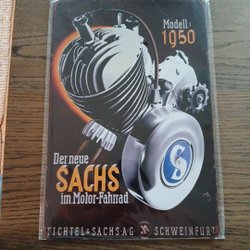 Modell:
1950
Der neue
SACHS
im Motor-Fahrrad
FICHTEL & SACHS AG SCHWEINFURT